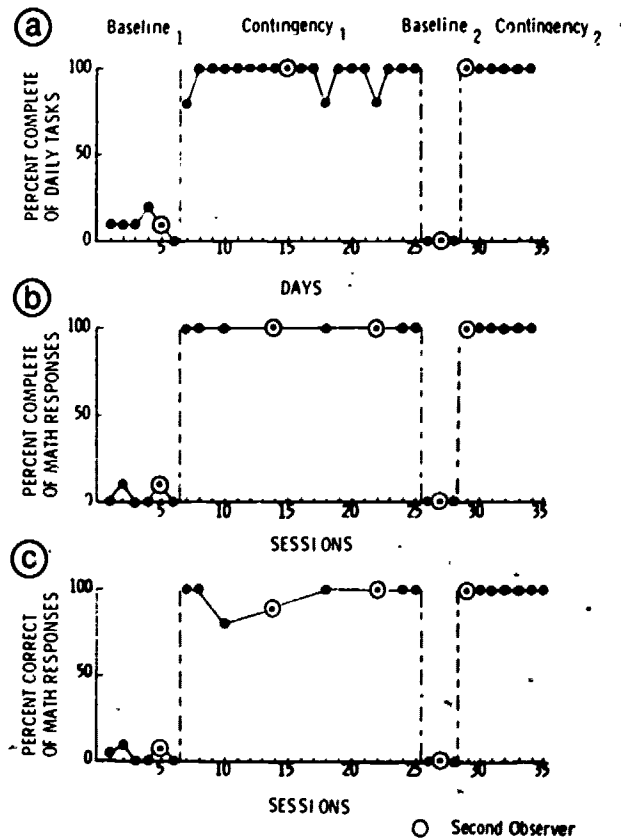 a
Baseline 1 Contingency 1 Baseline 2 Contingency 2
PERCENT COMPLETE
OF DAILY TASKS
100
50
0
5 10 15 20 25 30 35
DAYS
b
PERCENT COMPLETE
OF MATH RESPONSES
100
50
0
5 10 15 20 25 30 35
SESSIONS
c
PERCENT CORRECT
OF MATH RESPONSES
100
50
0
5 10 15 20 25 30 35
SESSIONS
Second Observer